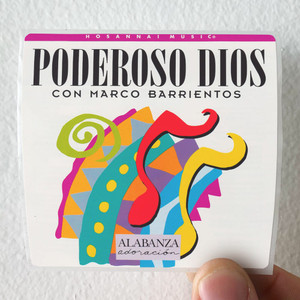 HOSANNA! MUSIC®
PODEROSO DIOS
CON MARCO BARRIENTOS
ALABANZA
adoración